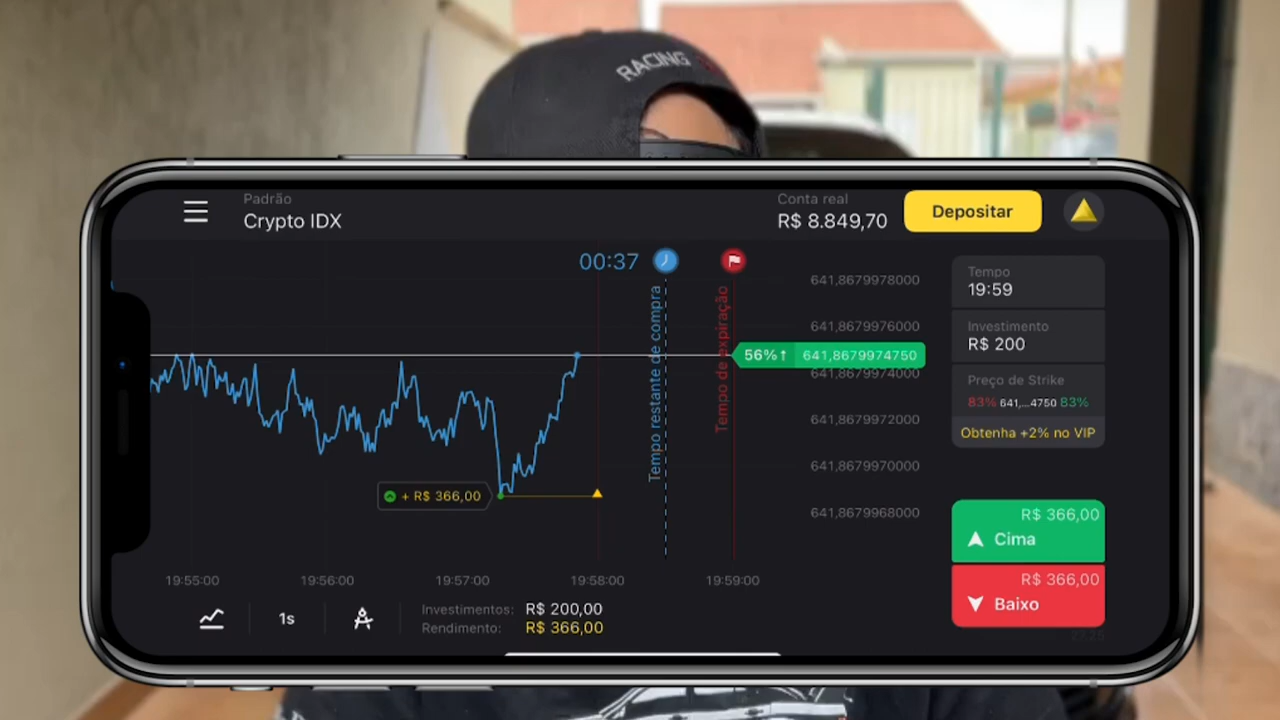 RACING
Padrão
Crypto IDX
Conta real
R$ 8.849,70
Depositar
00:37
Tempo restante de compra
Tempo de expiração
641,8679978000
641,8679976000
56%↑ 641,8679974750
641,8679974000
641,8679972000
641,8679970000
641,8679968000
Tempo
19:59
Investimento
R$ 200
Preço de Strike
83% 641,...4750 83%
Obtenha +2% no VIP
+ R$ 366,00
R$ 366,00
Cima
R$ 366,00
Baixo
19:55:00
19:56:00
19:57:00
19:58:00
19:59:00
1s
Investimentos: R$ 200,00
Rendimento: R$ 366,00